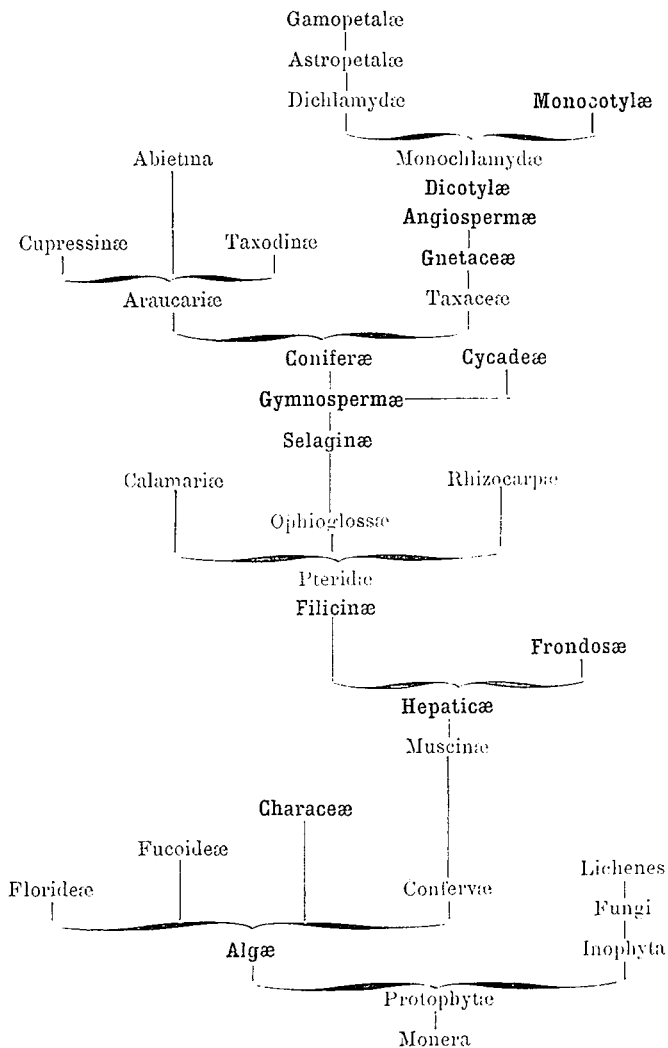 Gamopetalæ
Astropetalæ
Dichlamydæ Monocotylæ
Abietina Monochlamydæ
Dicotylæ
Angiospermæ
Cupressinæ Taxodinæ
Gnetaceæ
Araucariæ Taxaceæ
Coniferæ Cycadeæ
Gymnospermæ
Selaginæ
Calamariæ Rhizocarpæ
Ophioglossæ
Pteridæ
Filicinæ
Frondosæ
Hepaticæ
Muscinæ
Characeæ
Fucoideæ
Florideæ Confervæ Lichenes
Fungi
Algæ Inophyta
Protophytæ
Monera